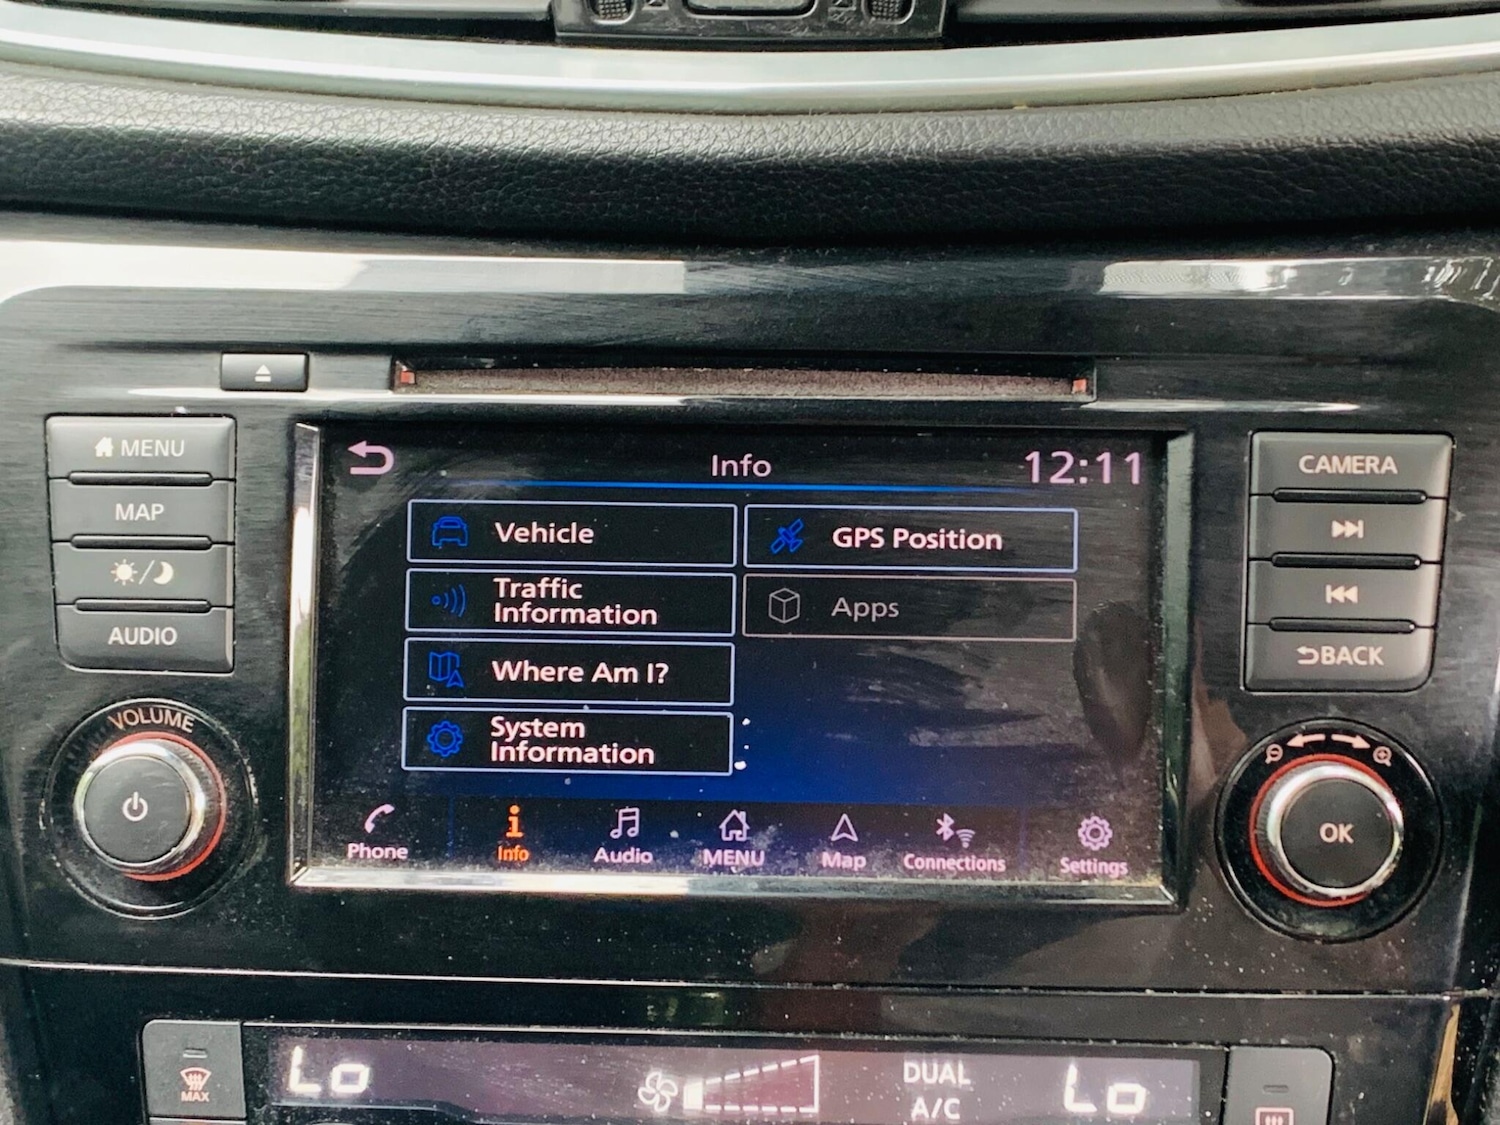 MENU
MAP
AUDIO
VOLUME
Info
12:11
Vehicle
GPS Position
Traffic
Information
Apps
Where Am I?
System
Information
Phone
Info
Audio
MENU
Map
Connections
Settings
CAMERA
BACK
OK
MAX
Lo
DUAL
A/C
Lo